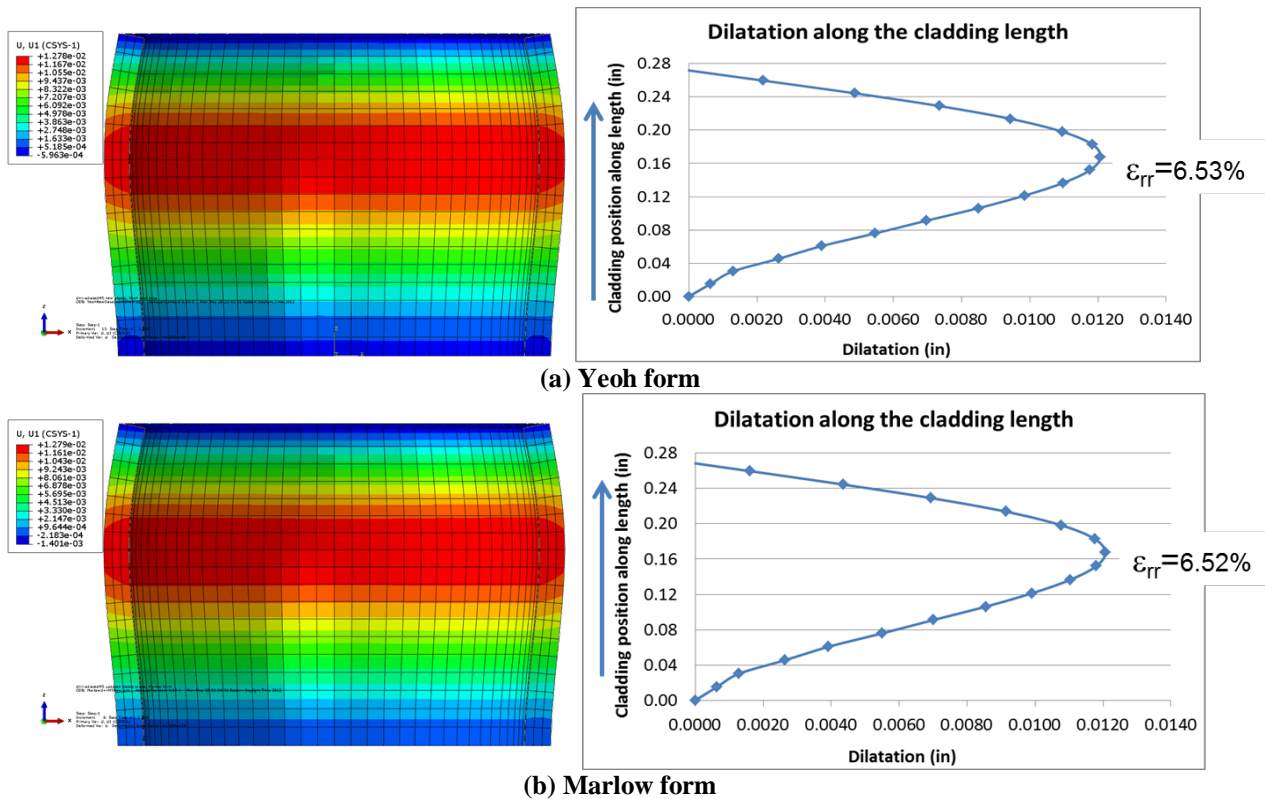 U, U1 (CSYS-1)
+1.278e-02
+1.167e-02
+1.055e-02
+9.437e-03
+8.322e-03
+7.207e-03
+6.092e-03
+4.978e-03
+3.863e-03
+2.748e-03
+1.633e-03
+5.185e-04
-5.963e-04
Z
X
Step: Step-1
Dilatation along the cladding length
Cladding position along length (in)
0.28
0.24
0.20
0.16
0.12
0.08
0.04
0.00
0.0000 0.0020 0.0040 0.0060 0.0080 0.0100 0.0120 0.0140
Dilatation (in)
εrr=6.53%
(a) Yeoh form
U, U1 (CSYS-1)
+1.279e-02
+1.161e-02
+1.043e-02
+9.243e-03
+8.061e-03
+6.878e-03
+5.695e-03
+4.513e-03
+3.330e-03
+2.147e-03
+9.644e-04
-2.183e-04
-1.401e-03
Z
X
Step: Step-1
Dilatation along the cladding length
Cladding position along length (in)
0.28
0.24
0.20
0.16
0.12
0.08
0.04
0.00
0.0000 0.0020 0.0040 0.0060 0.0080 0.0100 0.0120 0.0140
Dilatation (in)
εrr=6.52%
(b) Marlow form